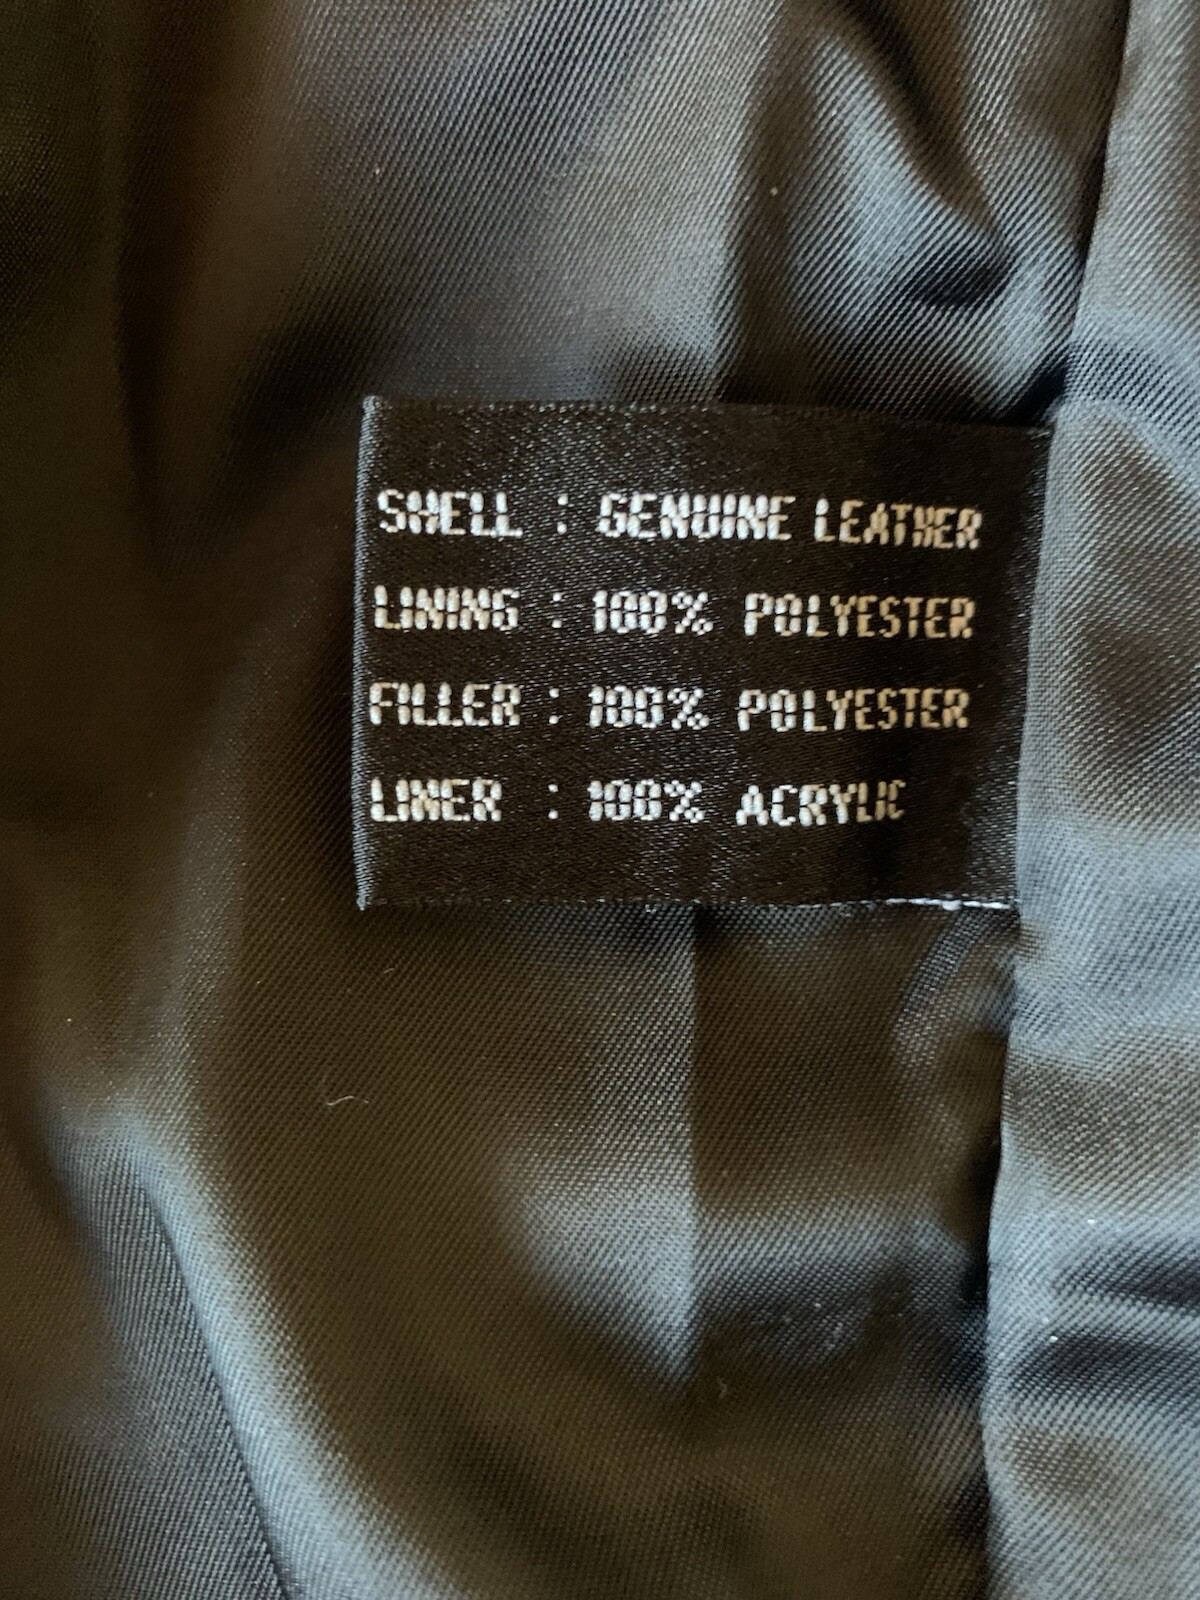 SHELL : GENUINE LEATHER
LINING : 100% POLYESTER
FILLER : 100% POLYESTER
LINER : 100% ACRYLIC